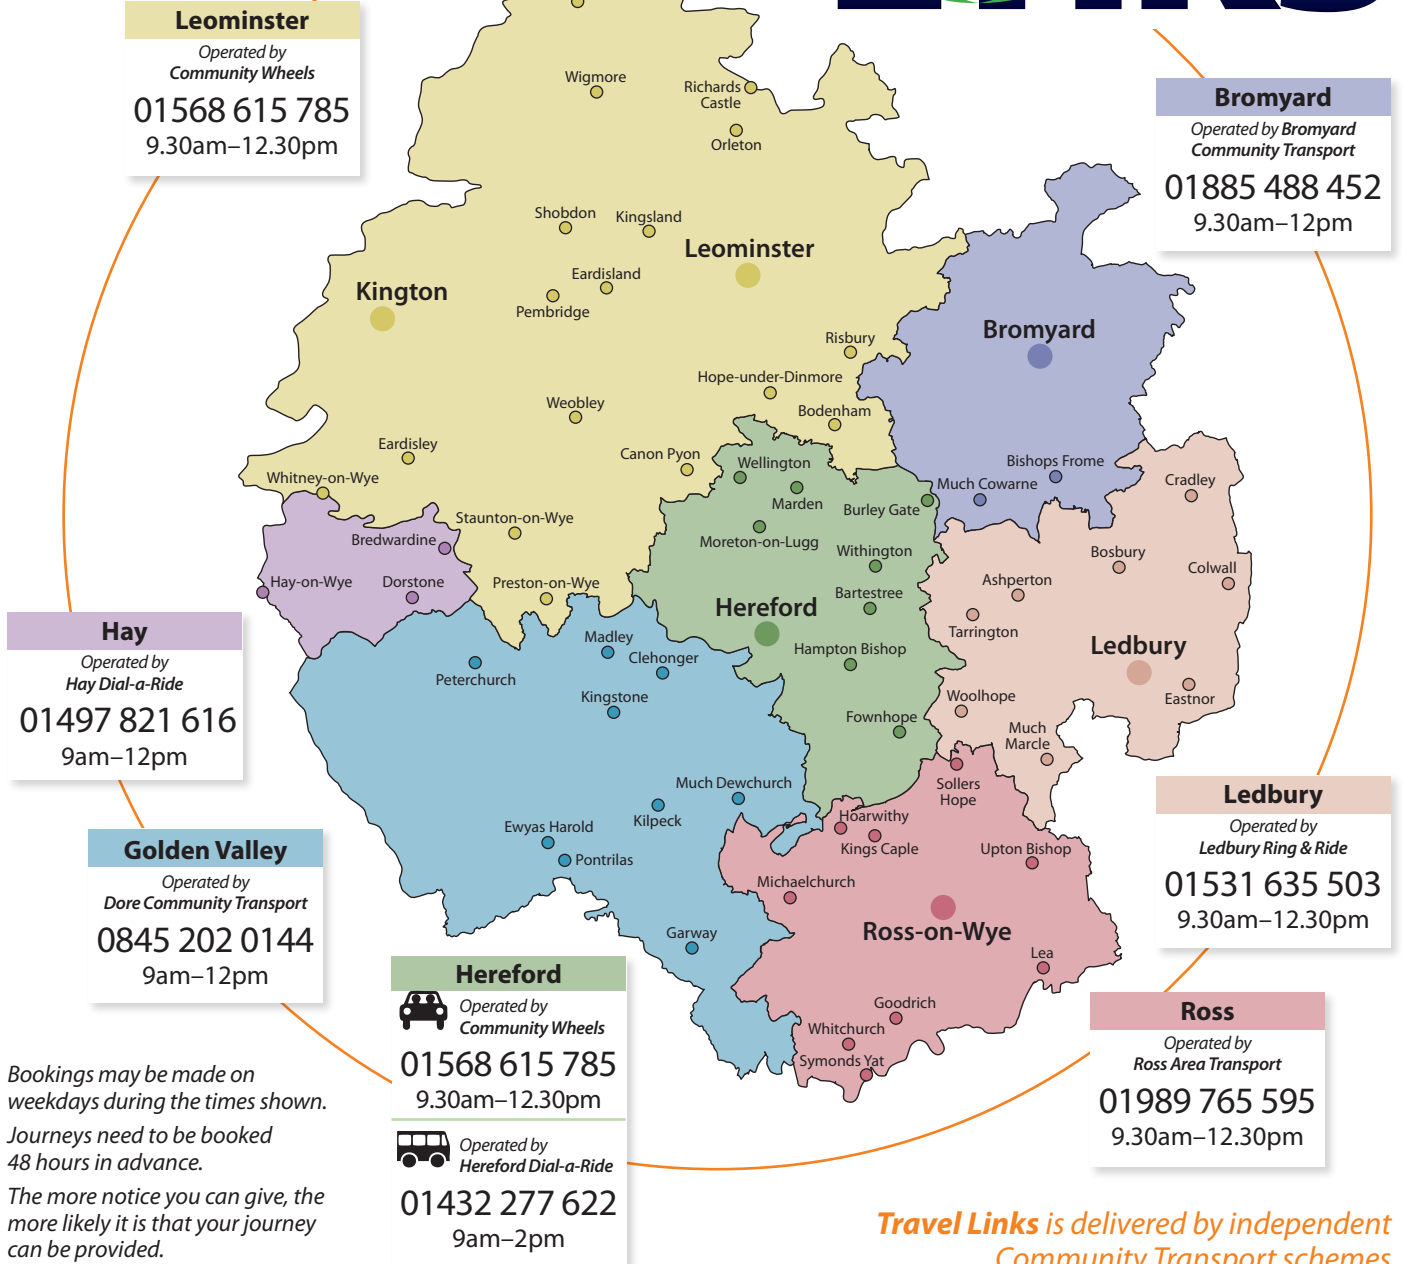 Leominster
Operated by
Community Wheels
01568 615 785
9.30am–12.30pm
Bromyard
Operated by Bromyard
Community Transport
01885 488 452
9.30am–12pm
Wigmore
Richards
Castle
Orleton
Shobdon
Kingsland
Leominster
Eardisland
Kington
Pembridge
Bromyard
Risbury
Hope-under-Dinmore
Weobley
Bodenham
Eardisley
Canon Pyon
Wellington
Bishops Frome
Whitney-on-Wye
Marden
Much Cowarne
Cradley
Burley Gate
Staunton-on-Wye
Bredwardine
Moreton-on-Lugg
Withington
Bosbury
Colwall
Hay-on-Wye
Dorstone
Preston-on-Wye
Ashperton
Bartestree
Hereford
Tarrington
Madley
Hampton Bishop
Ledbury
Clehonger
Peterchurch
Kingstone
Woolhope
Eastnor
Fownhope
Much
Marcle
Much Dewchurch
Sollers
Hope
Kilpeck
Hoarwithy
Ewyas Harold
Kings Caple
Upton Bishop
Pontrilas
Michaelchurch
Ross-on-Wye
Garway
Lea
Goodrich
Whitchurch
Symonds Yat
Hay
Operated by
Hay Dial-a-Ride
01497 821 616
9am–12pm
Golden Valley
Operated by
Dore Community Transport
0845 202 0144
9am–12pm
Ledbury
Operated by
Ledbury Ring & Ride
01531 635 503
9.30am–12.30pm
Hereford
Operated by
Community Wheels
01568 615 785
9.30am–12.30pm
Operated by
Hereford Dial-a-Ride
01432 277 622
9am–2pm
Ross
Operated by
Ross Area Transport
01989 765 595
9.30am–12.30pm
Bookings may be made on
weekdays during the times shown.
Journeys need to be booked
48 hours in advance.
The more notice you can give, the
more likely it is that your journey
can be provided.
Travel Links is delivered by independent
Community Transport schemes